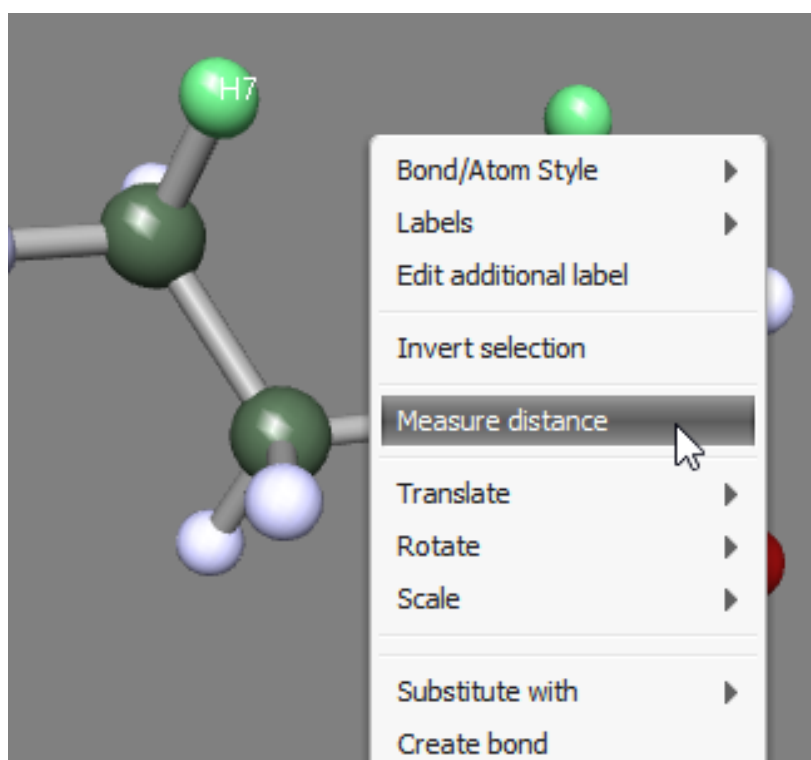 H7
Bond/Atom Style
Labels
Edit additional label
Invert selection
Measure distance
Translate
Rotate
Scale
Substitute with
Create bond